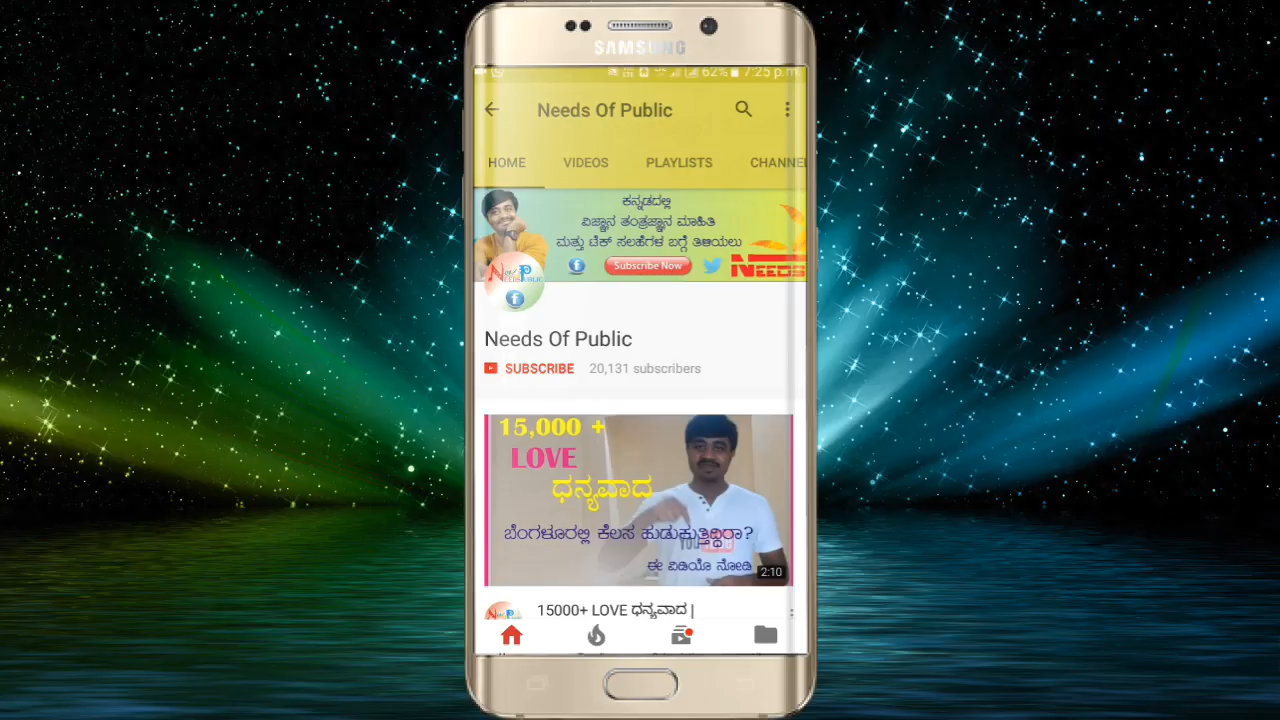 SAMSUNG
62% 7:25 p.m.
Needs Of Public
HOME VIDEOS PLAYLISTS CHANNEL
ಕನ್ನಡದಲ್ಲಿ
ವಿಜ್ಞಾನ ತಂತ್ರಜ್ಞಾನ ಮಾಹಿತಿ
ಮತ್ತು ಟೆಕ್ ಸಲಹೆಗಳ ಬಗ್ಗೆ ತಿಳಿಯಲು
Subscribe Now
NEEDS
Needs Of Public
SUBSCRIBE 20,131 subscribers
15,000 +
LOVE
ಧನ್ಯವಾದ
ಬೆಂಗಳೂರಲ್ಲಿ ಕೆಲಸ ಹುಡುಕುತ್ತಿದ್ದಿರಾ?
ಈ ವಿಡಿಯೊ ನೋಡಿ
2:10
15000+ LOVE ಧನ್ಯವಾದ |